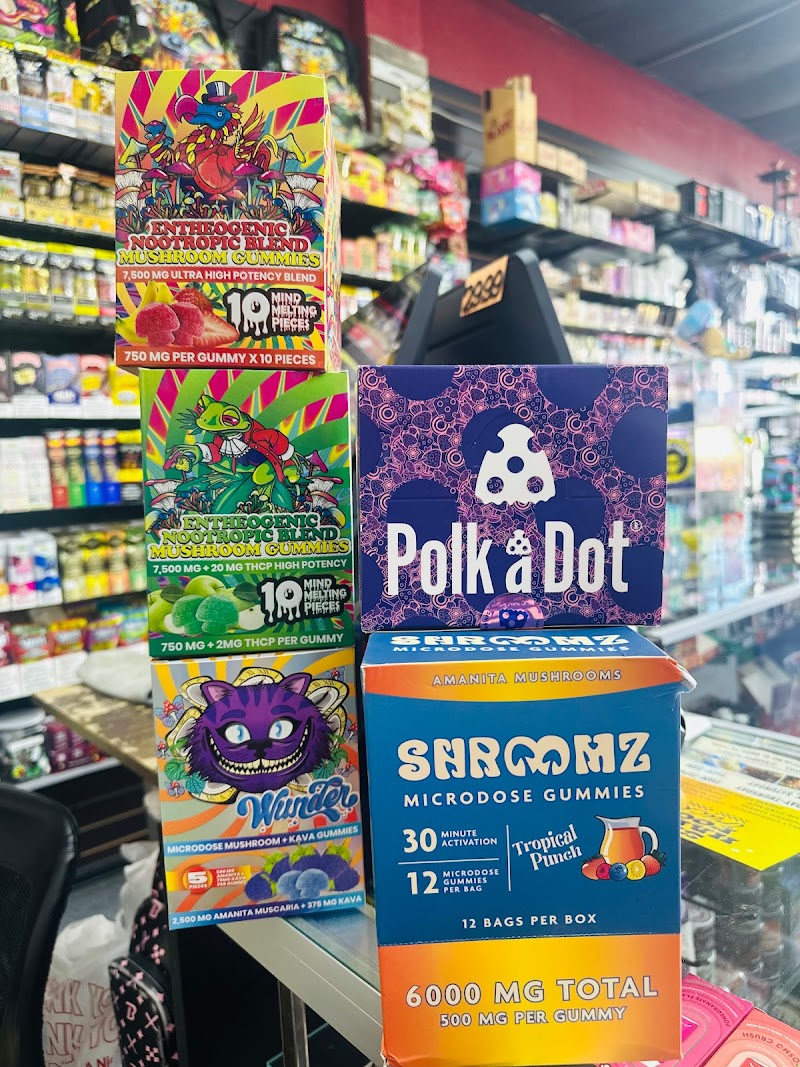 ENTHEOGENIC
NOOTROPIC BLEND
MUSHROOM GUMMIES
7,500 MG ULTRA HIGH POTENCY BLEND
10 MIND
MELTING
PIECES
750 MG PER GUMMY X 10 PIECES
2999
ENTHEOGENIC
NOOTROPIC BLEND
MUSHROOM GUMMIES
7,500 MG + 20 MG THCP HIGH POTENCY
10 MIND
MELTING
PIECES
750 MG + 2MG THCP PER GUMMY
Polk a Dot
Wunder
MICRODOSE MUSHROOM + KAVA GUMMIES
5
PIECES
2,500 MG AMANITA MUSCARIA + 375 MG KAVA
SHROOMZ
MICRODOSE GUMMIES
AMANITA MUSHROOMS
SHROOMZ
MICRODOSE GUMMIES
30 MINUTE
ACTIVATION
12 MICRODOSE
GUMMIES
PER BAG
Tropical
Punch
12 BAGS PER BOX
6000 MG TOTAL
500 MG PER GUMMY